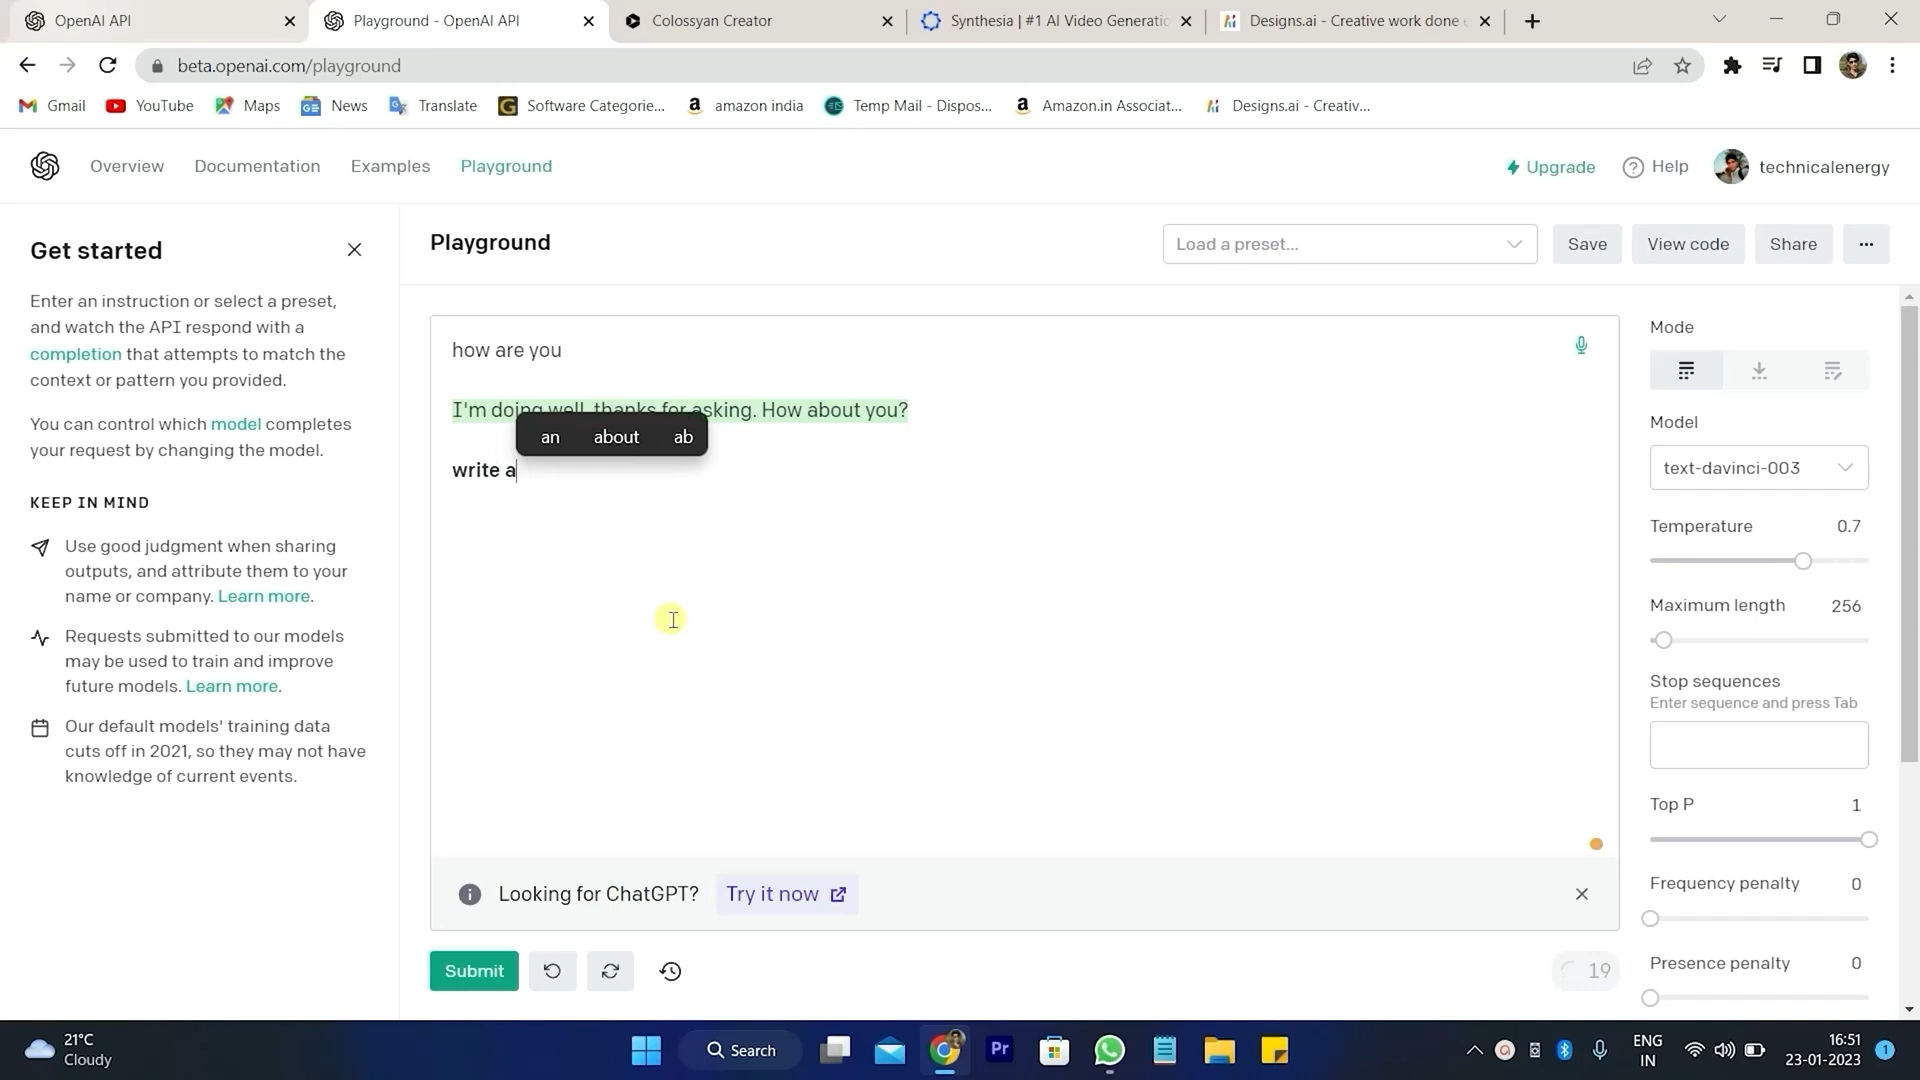 OpenAI API
Playground - OpenAI API
Colossyan Creator
Synthesia | #1 AI Video Generatio
Designs.ai - Creative work done
beta.openai.com/playground
Gmail
YouTube
Maps
News
Translate
Software Categorie...
amazon india
Temp Mail - Dispos...
Amazon.in Associat...
Designs.ai - Creativ...
Overview
Documentation
Examples
Playground
Upgrade
Help
technicalenergy
Get started
Enter an instruction or select a preset,
and watch the API respond with a
completion that attempts to match the
context or pattern you provided.
You can control which model completes
your request by changing the model.
KEEP IN MIND
Use good judgment when sharing
outputs, and attribute them to your
name or company. Learn more.
Requests submitted to our models
may be used to train and improve
future models. Learn more.
Our default models' training data
cuts off in 2021, so they may not have
knowledge of current events.
Playground
Load a preset...
Save
View code
Share
how are you
I'm doing well, thanks for asking. How about you?
an about ab
write a
Looking for ChatGPT? Try it now
Submit
19
Mode
Model
text-davinci-003
Temperature 0.7
Maximum length 256
Stop sequences
Enter sequence and press Tab
Top P 1
Frequency penalty 0
Presence penalty 0
21°C
Cloudy
Search
Pr
ENG
IN
16:51
23-01-2023
1